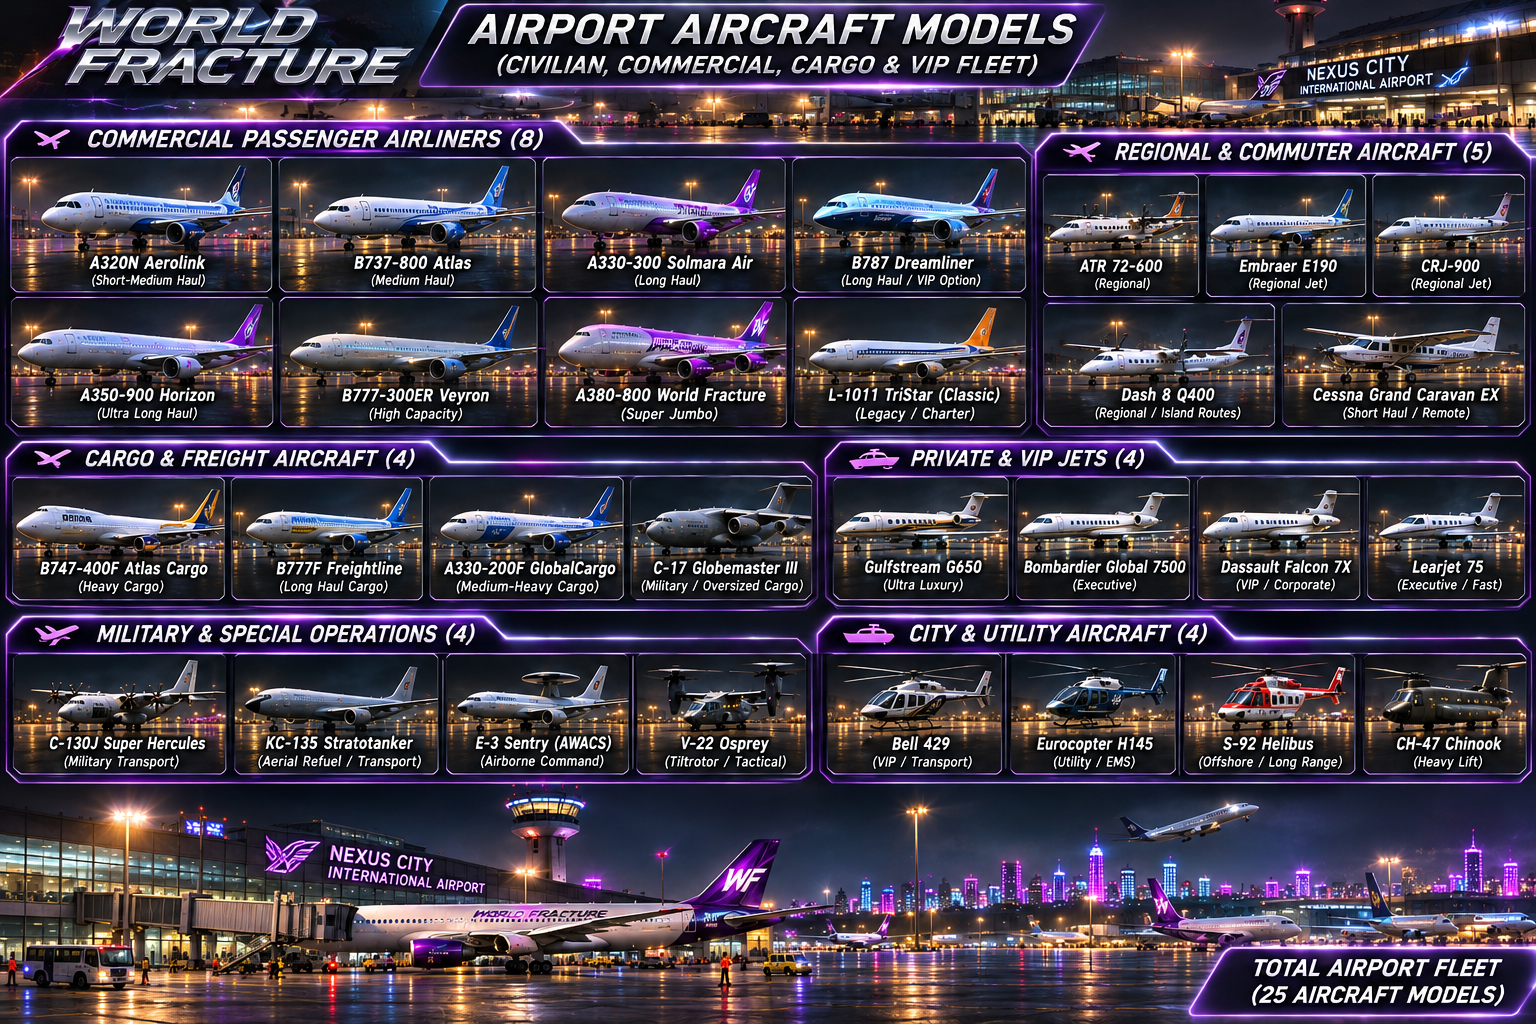 WORLD
FRACTURE
AIRPORT AIRCRAFT MODELS
(CIVILIAN, COMMERCIAL, CARGO & VIP FLEET)
NEXUS CITY
INTERNATIONAL AIRPORT
COMMERCIAL PASSENGER AIRLINERS (8)
A320N Aerolink
(Short-Medium Haul)
B737-800 Atlas
(Medium Haul)
A330-300 Solmara Air
(Long Haul)
B787 Dreamliner
(Long Haul / VIP Option)
A350-900 Horizon
(Ultra Long Haul)
B777-300ER Veyron
(High Capacity)
A380-800 World Fracture
(Super Jumbo)
L-1011 TriStar (Classic)
(Legacy / Charter)
REGIONAL & COMMUTER AIRCRAFT (5)
ATR 72-600
(Regional)
Embraer E190
(Regional Jet)
CRJ-900
(Regional Jet)
Dash 8 Q400
(Regional / Island Routes)
Cessna Grand Caravan EX
(Short Haul / Remote)
CARGO & FREIGHT AIRCRAFT (4)
B747-400F Atlas Cargo
(Heavy Cargo)
B777F Freightline
(Long Haul Cargo)
A330-200F GlobalCargo
(Medium-Heavy Cargo)
C-17 Globemaster III
(Military / Oversized Cargo)
PRIVATE & VIP JETS (4)
Gulfstream G650
(Ultra Luxury)
Bombardier Global 7500
(Executive)
Dassault Falcon 7X
(VIP / Corporate)
Learjet 75
(Executive / Fast)
MILITARY & SPECIAL OPERATIONS (4)
C-130J Super Hercules
(Military Transport)
KC-135 Stratotanker
(Aerial Refuel / Transport)
E-3 Sentry (AWACS)
(Airborne Command)
V-22 Osprey
(Tiltrotor / Tactical)
CITY & UTILITY AIRCRAFT (4)
Bell 429
(VIP / Transport)
Eurocopter H145
(Utility / EMS)
S-92 Helibus
(Offshore / Long Range)
CH-47 Chinook
(Heavy Lift)
NEXUS CITY
INTERNATIONAL AIRPORT
WF
WORLD FRACTURE
TOTAL AIRPORT FLEET
(25 AIRCRAFT MODELS)